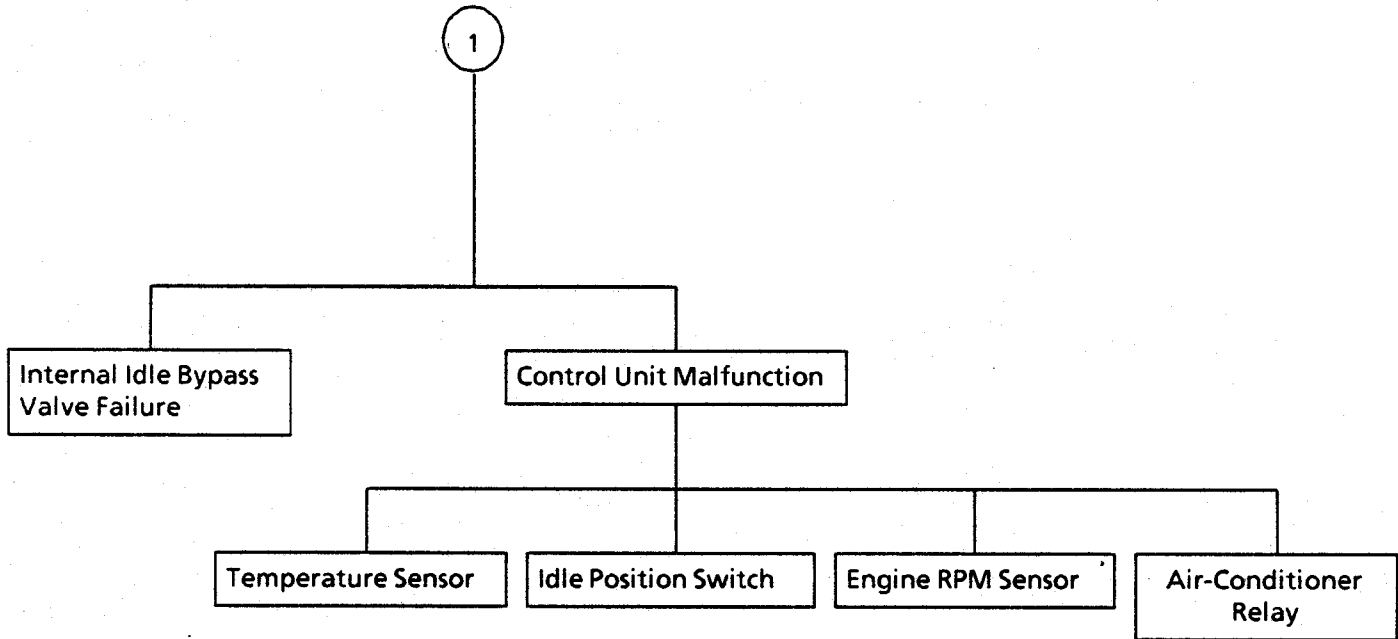 1
Internal Idle Bypass
Valve Failure
Control Unit Malfunction
Temperature Sensor
Idle Position Switch
Engine RPM Sensor
Air-Conditioner
Relay